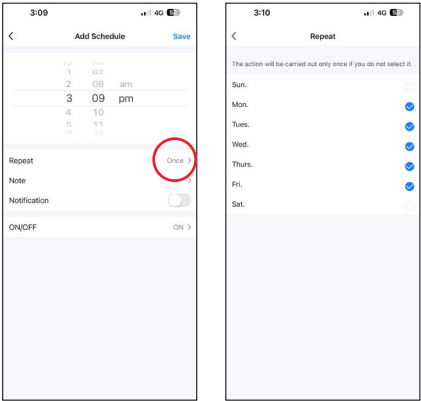 3:09
4G
Add Schedule
Save
1 07
2 08 am
3 09 pm
4 10
5 11
Repeat
Once
Note
Notification
ON/OFF
ON
3:10
4G
Repeat
The action will be carried out only once if you do not select it.
Sun.
Mon.
Tues.
Wed.
Thurs.
Fri.
Sat.